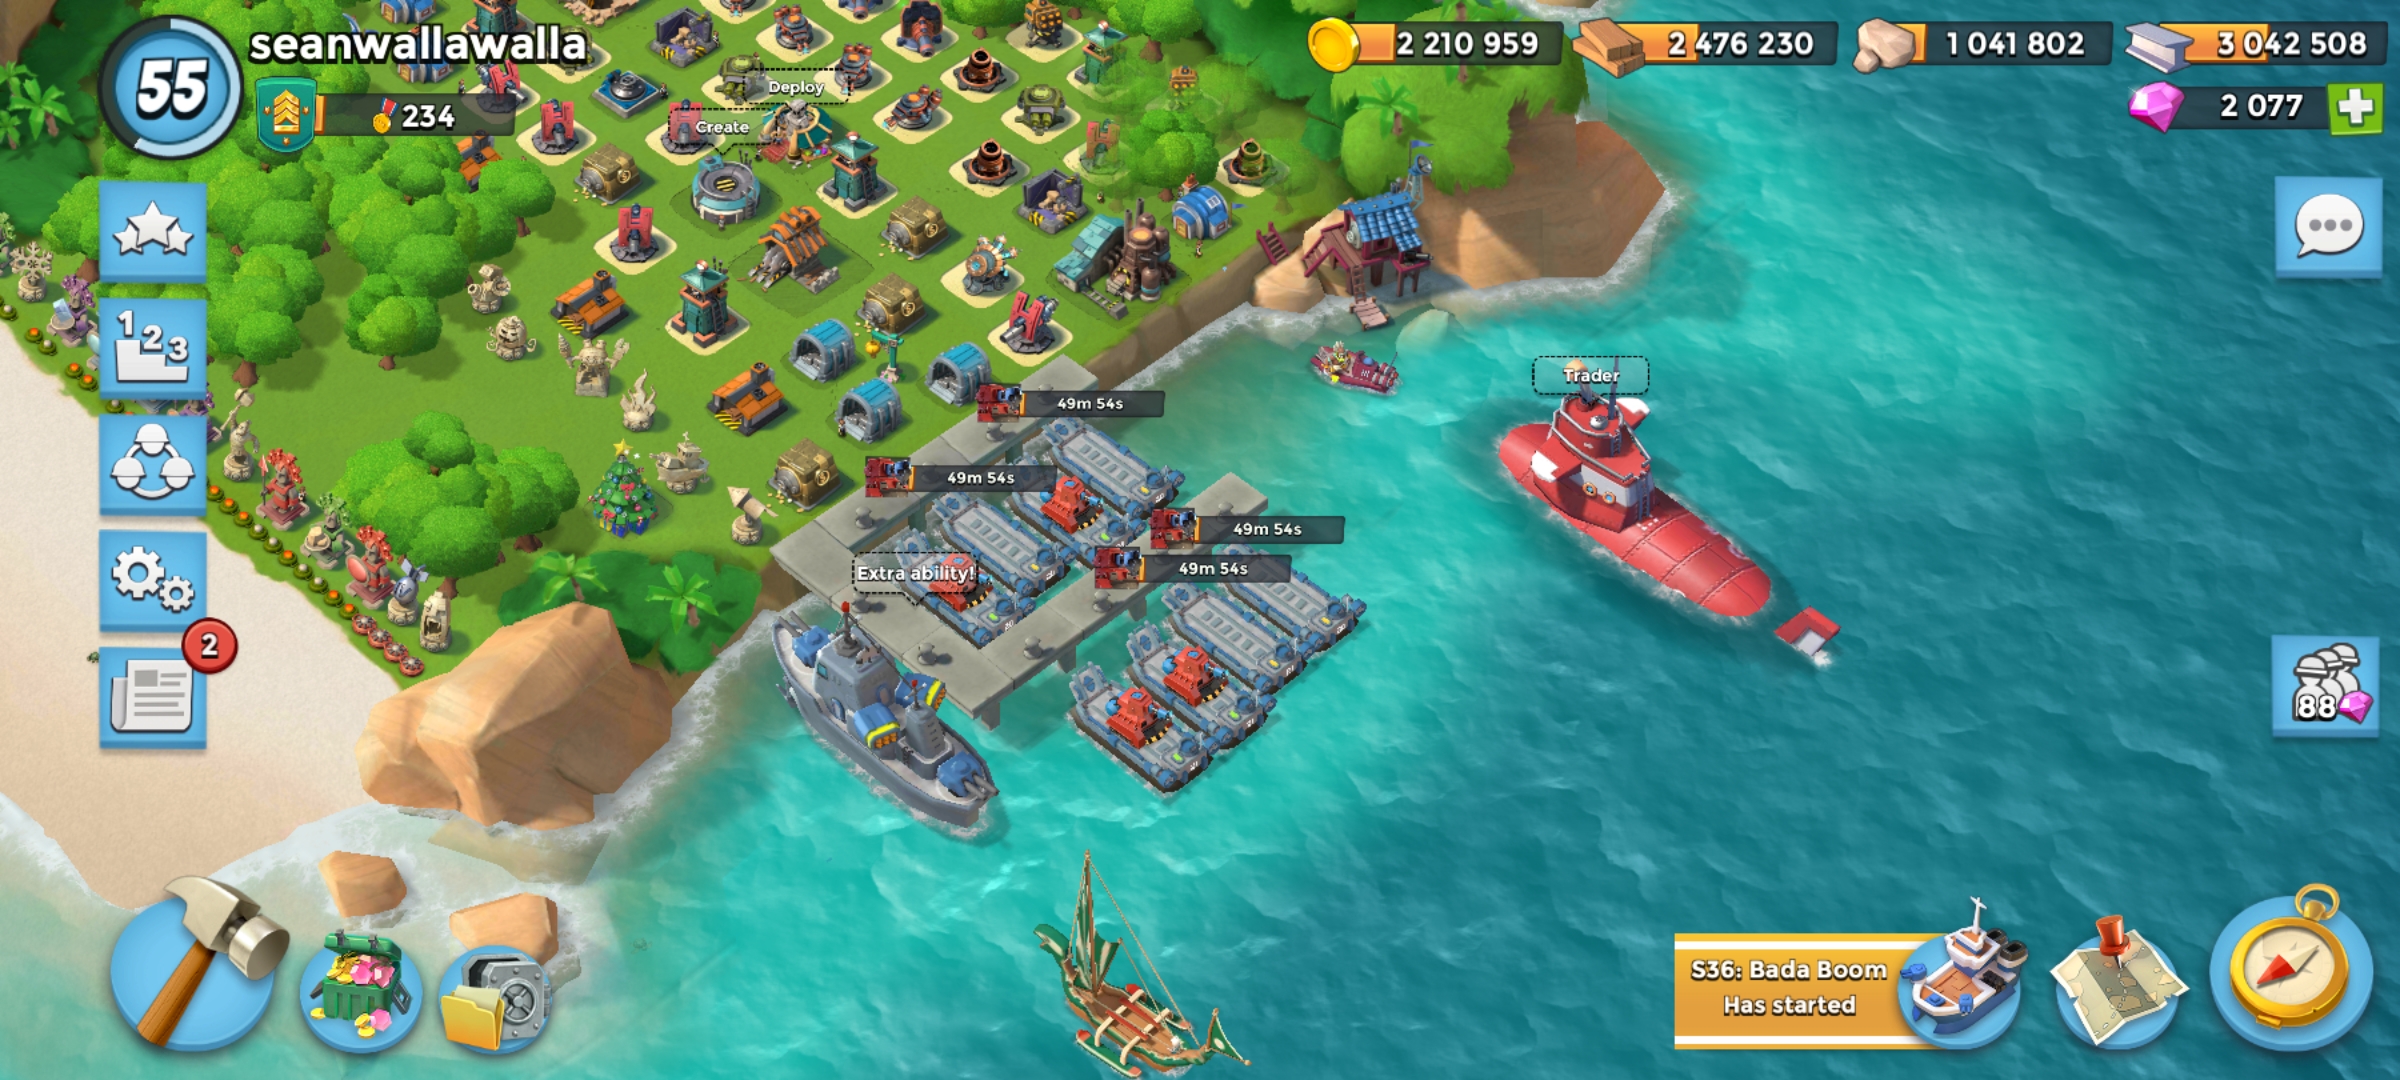 55
seanwallawalla
234
2 210 959
2 476 230
1 041 802
3 042 508
2 077
Deploy
Create
123
Trader
49m 54s
49m 54s
49m 54s
49m 54s
Extra ability!
2
88
S36: Bada Boom
Has started